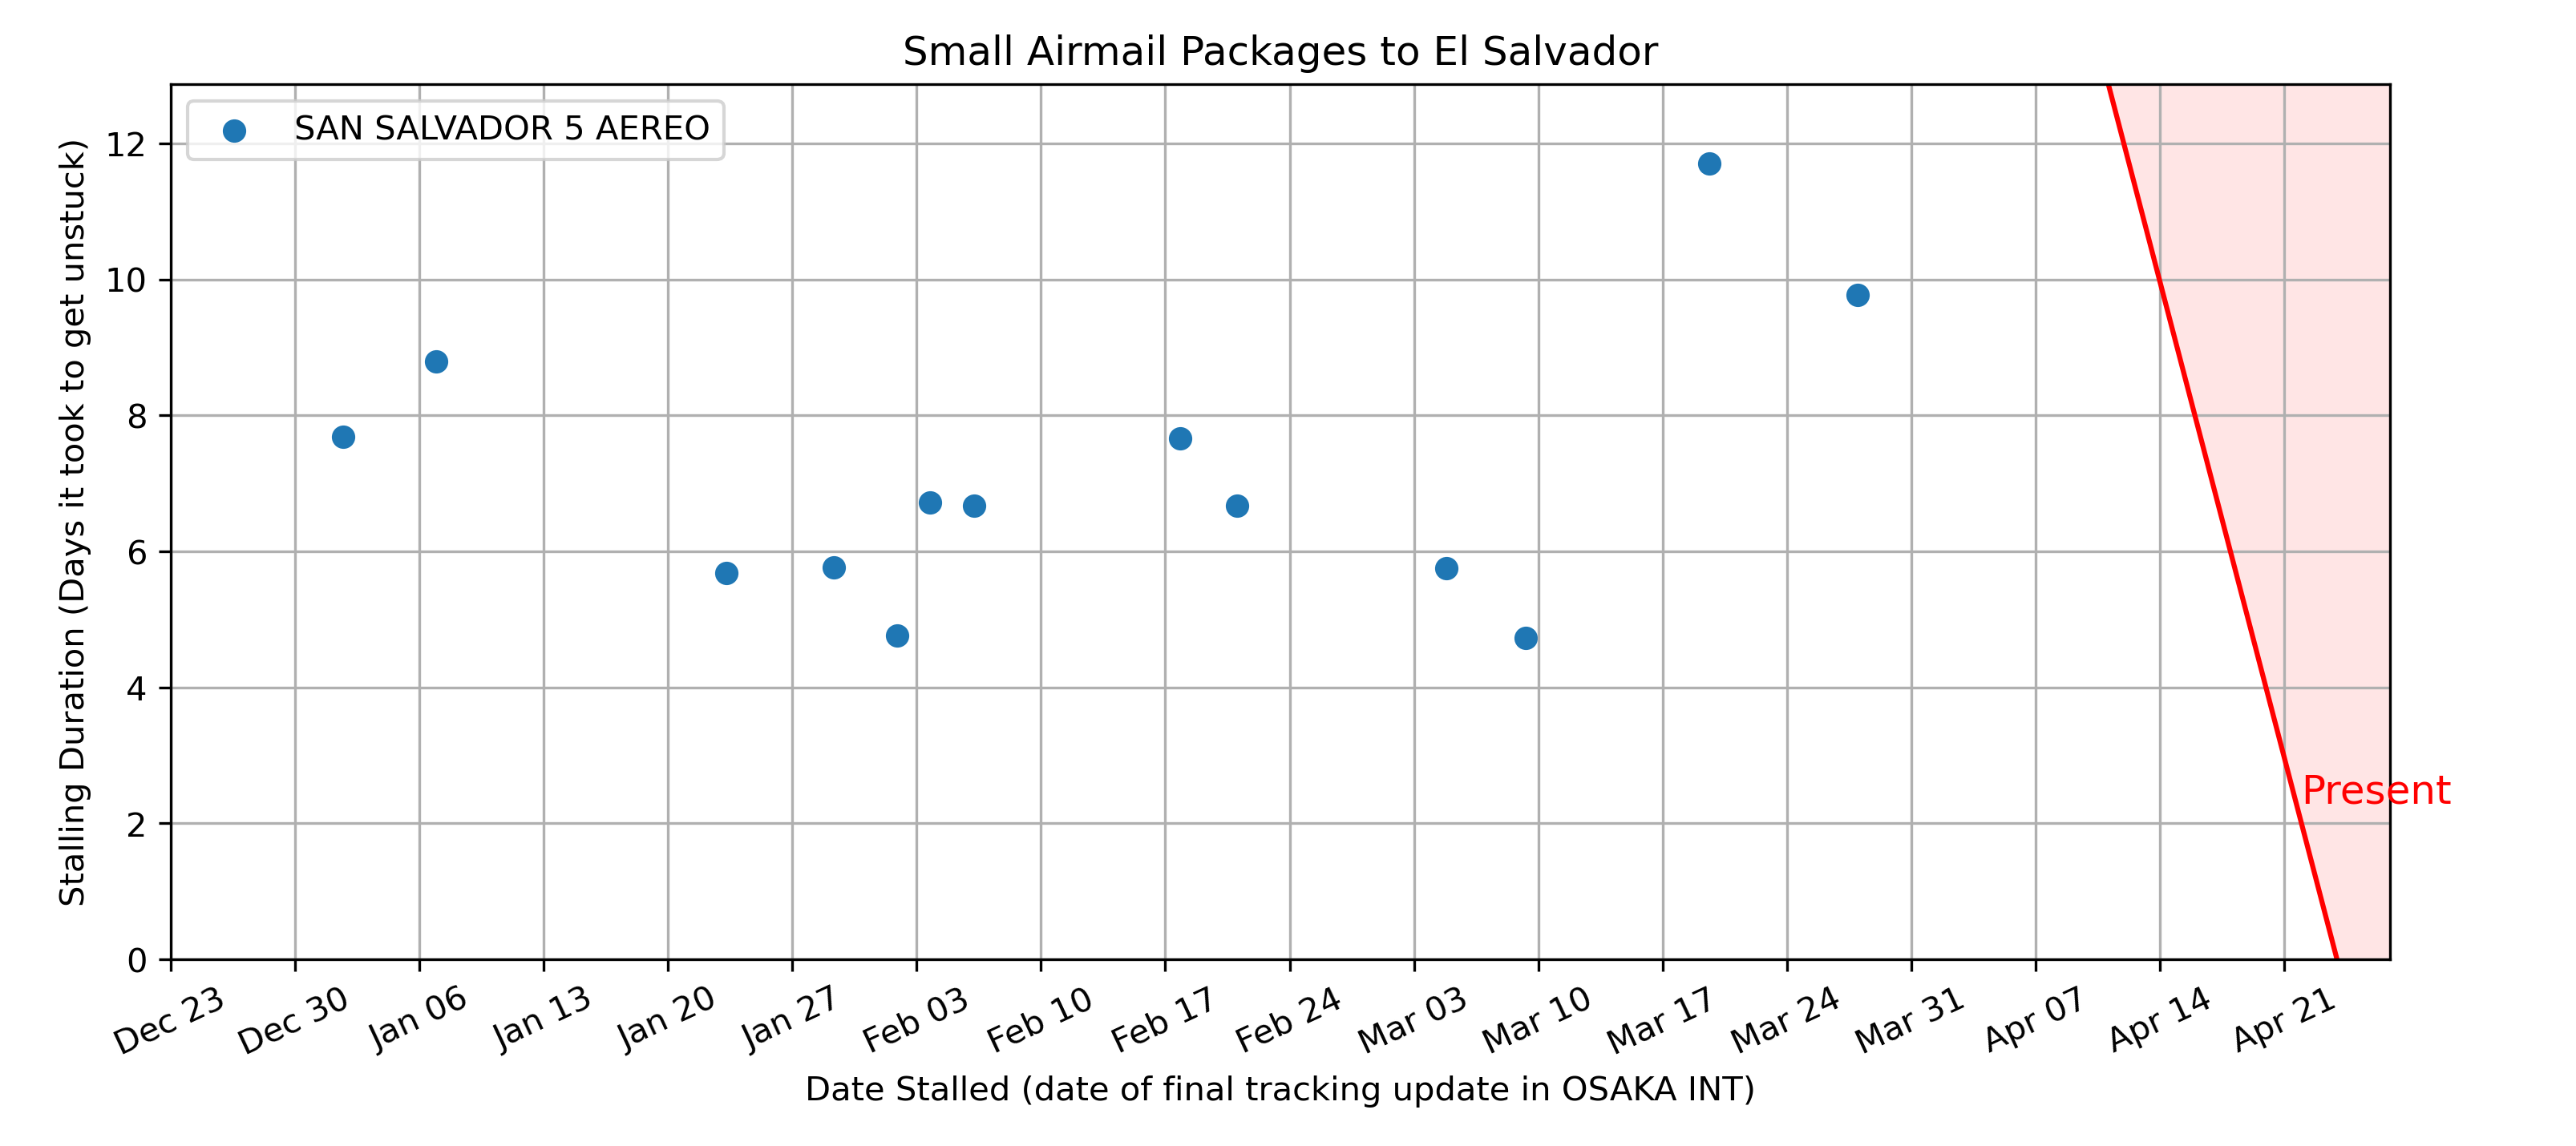 Small Airmail Packages to El Salvador
SAN SALVADOR 5 AEREO
Stalling Duration (Days it took to get unstuck)
12
10
8
6
4
2
0
Present
Dec 23
Dec 30
Jan 06
Jan 13
Jan 20
Jan 27
Feb 03
Feb 10
Feb 17
Feb 24
Mar 03
Mar 10
Mar 17
Mar 24
Mar 31
Apr 07
Apr 14
Apr 21
Date Stalled (date of final tracking update in OSAKA INT)